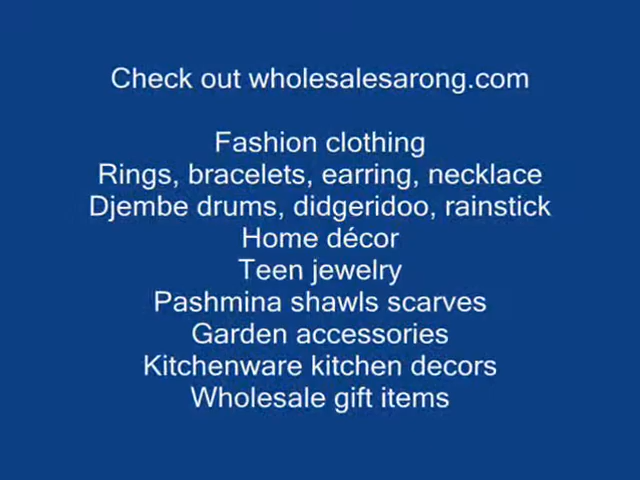 Check out wholesalesarong.com
Fashion clothing
Rings, bracelets, earring, necklace
Djembe drums, didgeridoo, rainstick
Home décor
Teen jewelry
Pashmina shawls scarves
Garden accessories
Kitchenware kitchen decors
Wholesale gift items